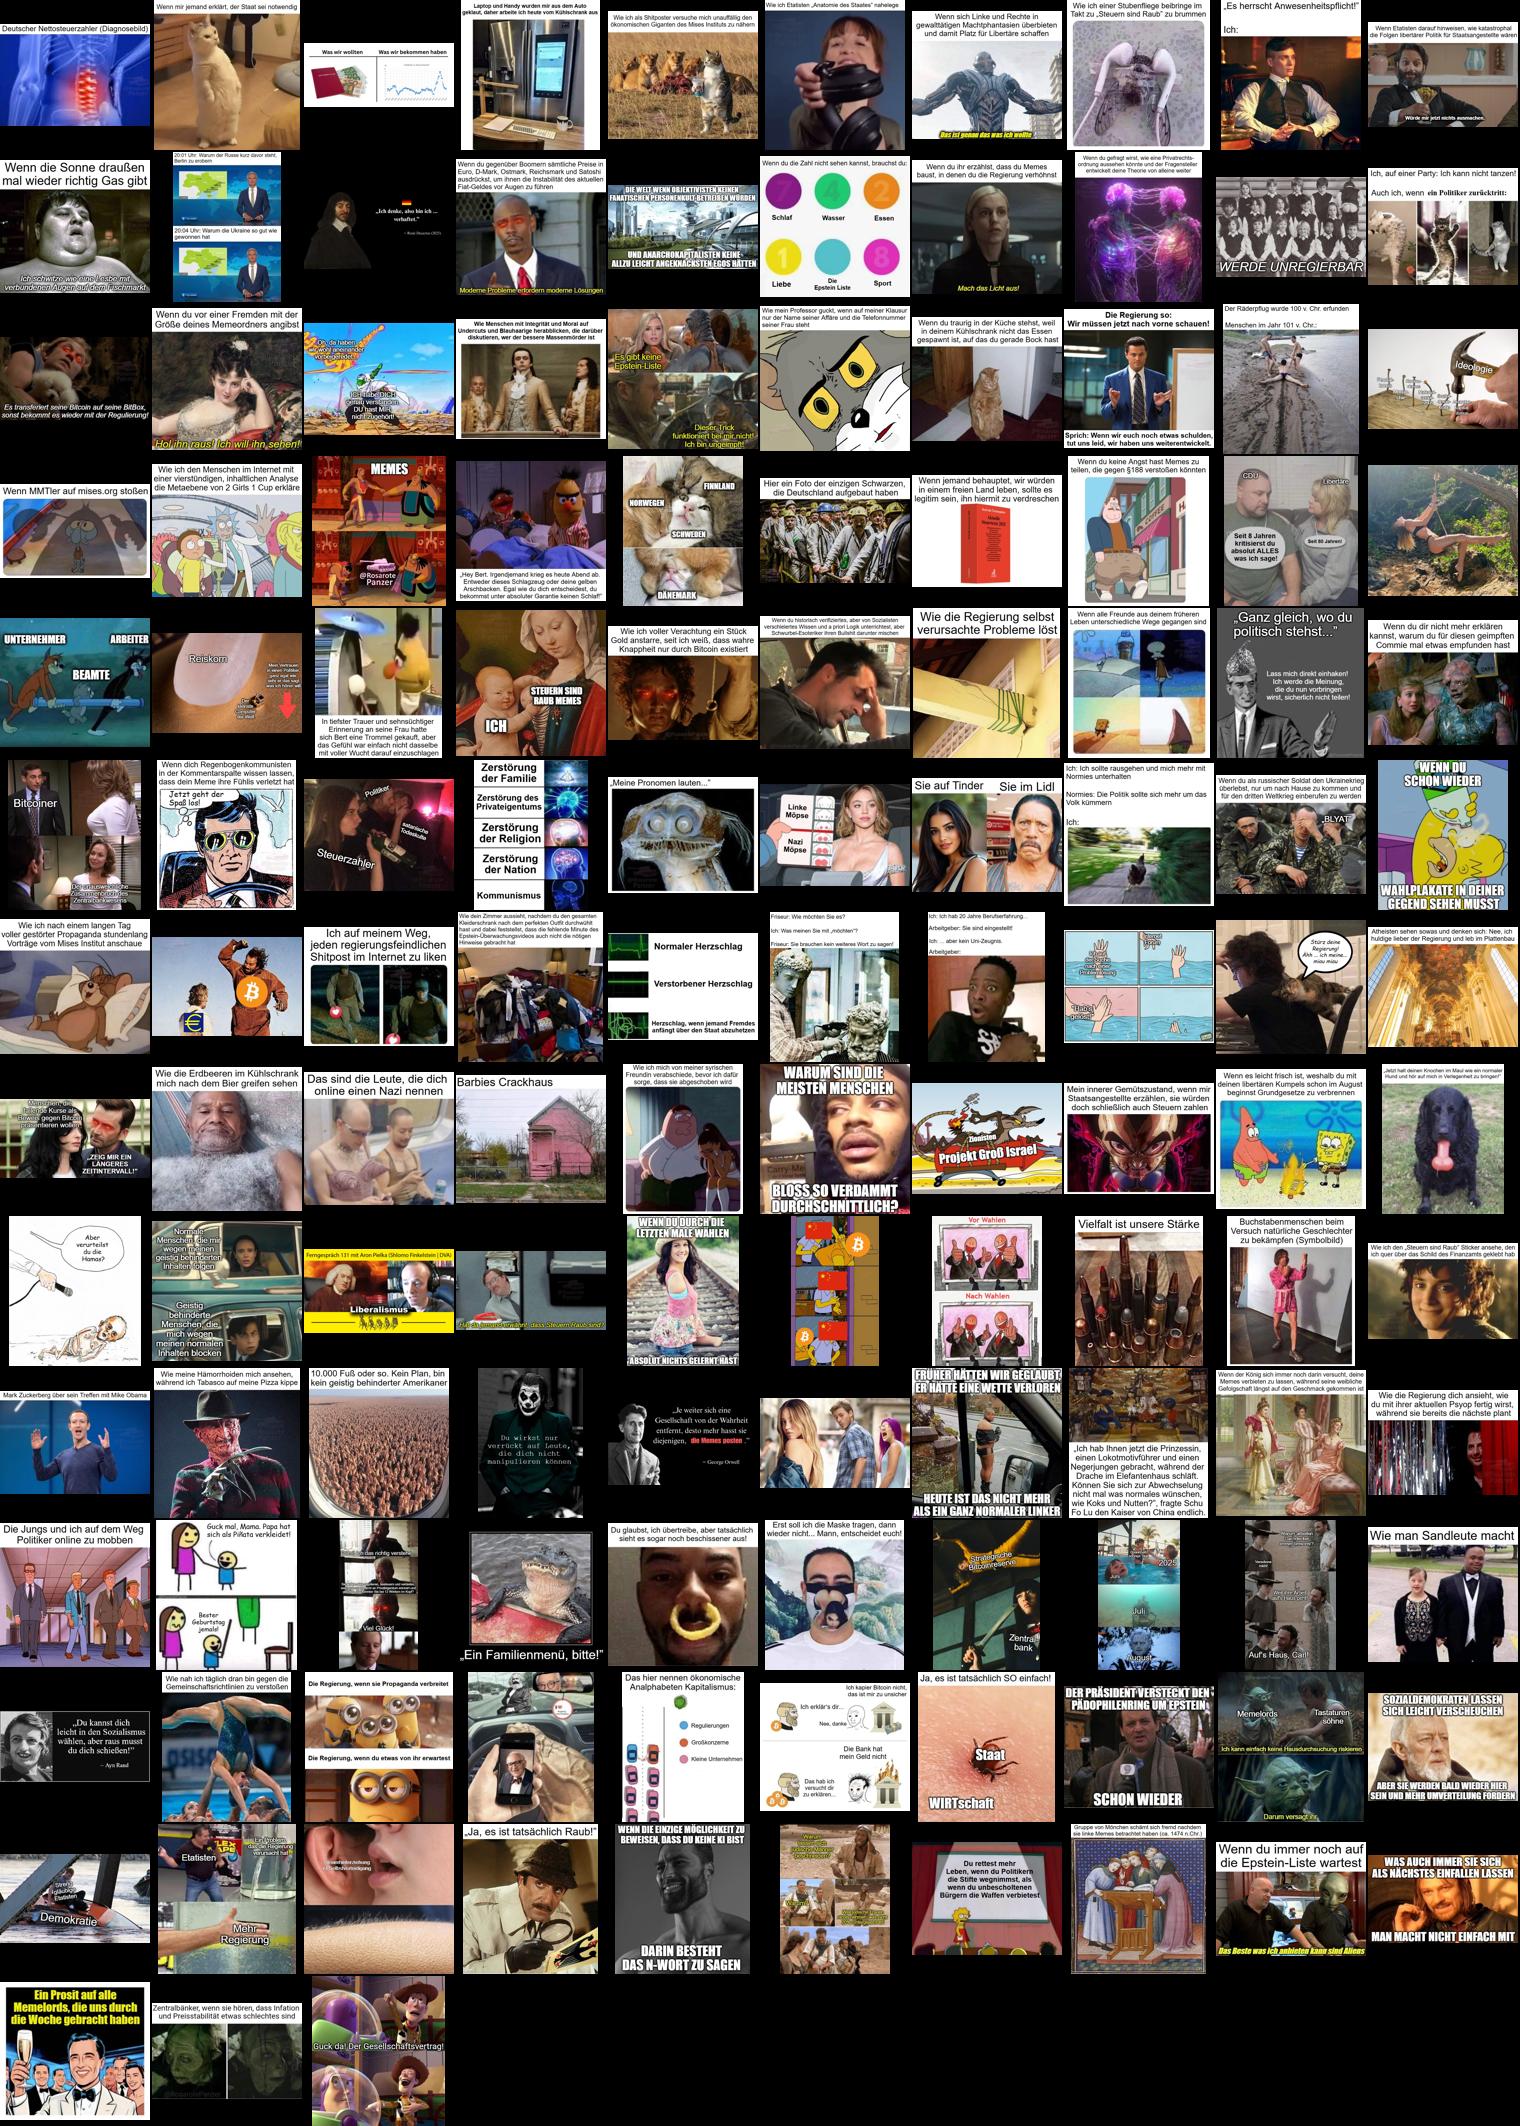 Deutscher Nettosteuerzahler (Diagnosebild)
Wenn mir jemand erklärt, der Staat sei notwendig
Was wir wollten
Was wir bekommen haben
Laptop und Handy wurden mir aus dem Auto
geklaut, daher arbeite ich heute vom Kühlschrank aus
Wie ich als Shitposter versuche mich unauffällig den
ökonomischen Giganten des Mises Instituts zu nähern
Wie ich Etatisten „Anatomie des Staates" nahelege
Wenn sich Linke und Rechte in
gewalttätigen Machtphantasien überbieten
und damit Platz für Libertäre schaffen
Das ist genau das was ich wollte
Wie ich einer Stubenfliege beibringe im
Takt zu „Steuern sind Raub" zu brummen
„Es herrscht Anwesenheitspflicht!"
Ich:
Wenn Etatisten darauf hinweisen, wie katastrophal
die Folgen libertärer Politik für Staatsangestellte wären
Würde mir jetzt nichts ausmachen.
Wenn die Sonne draußen
mal wieder richtig Gas gibt
Ich schwitze wie eine Lesbe mit
verbundenen Augen auf dem Fischmarkt
20:01 Uhr: Warum der Russe kurz davor steht,
Berlin zu erobern
20:04 Uhr: Warum die Ukraine so gut wie
gewonnen hat
„Ich denke, also bin ich ...
verhaftet."
Wenn du gegenüber Boomern sämtliche Preise in
Euro, D-Mark, Ostmark, Reichsmark und Satoshi
ausdrückst, um ihnen die Instabilität des aktuellen
Fiat-Geldes vor Augen zu führen
Moderne Probleme erfordern moderne Lösungen
DIE WELT WENN OBJEKTIVISTEN KEINEN
FANATISCHEN PERSONENKULT BETREIBEN WÜRDEN
UND ANARCHOKAPITALISTEN KEINE
ALLZU LEICHT ANGEKNACKSTEN EGOS HÄTTEN
Wenn du die Zahl nicht sehen kannst, brauchst du:
7
4
2
Schlaf
Wasser
Essen
1
8
Liebe
Die
Epstein Liste
Sport
Wenn du ihr erzählst, dass du Memes
baust, in denen du die Regierung verhöhnst
Mach das Licht aus!
Wenn du gefragt wirst, wie eine Privatrechts-
ordnung aussehen könnte und der Fragensteller
entwickelt deine Theorie von alleine weiter
WERDE UNREGIERBAR
Ich, auf einer Party: Ich kann nicht tanzen!
Auch ich, wenn ein Politiker zurücktritt:
Es transferiert seine Bitcoin auf seine BitBox,
sonst bekommt es wieder mit der Regulierung!
Wenn du vor einer Fremden mit der
Größe deines Memeordners angibst
Hol ihn raus! Ich will ihn sehen!
Oh, da haben
wir wohl aneinander
vorbeigeredet!
ICH habe DICH
genau verstanden,
DU hast MIR
nicht zugehört!
Wie Menschen mit Integrität und Moral auf
Undercuts und Blauhaarige herabblicken, die darüber
diskutieren, wer der bessere Massenmörder ist
Es gibt keine
Epstein-Liste
Dieser Trick
funktioniert bei mir nicht!
Ich bin ungeimpft!
Wie mein Professor guckt, wenn auf meiner Klausur
nur der Name seiner Affäre und die Telefonnummer
seiner Frau steht
Wenn du traurig in der Küche stehst, weil
in deinem Kühlschrank nicht das Essen
gespawnt ist, auf das du gerade Bock hast
Die Regierung so:
Wir müssen jetzt nach vorne schauen!
Sprich: Wenn wir euch noch etwas schulden,
tut uns leid, wir haben uns weiterentwickelt.
Der Räderpflug wurde 100 v. Chr. erfunden
Menschen im Jahr 101 v. Chr.:
Ideologie
Wenn MMTler auf mises.org stoßen
Wie ich den Menschen im Internet mit
einer vierstündigen, inhaltlichen Analyse
die Metaebene von 2 Girls 1 Cup erkläre
MEMES
@Rosarote
Panzer
„Hey Bert. Irgendjemand krieg es heute Abend ab.
Entweder dieses Schlagzeug oder deine gelben
Arschbacken. Egal wie du dich entscheidest, du
bekommst unter absoluter Garantie keinen Schlaf!"
FINNLAND
NORWEGEN
SCHWEDEN
DÄNEMARK
Hier ein Foto der einzigen Schwarzen,
die Deutschland aufgebaut haben
Wenn jemand behauptet, wir würden
in einem freien Land leben, sollte es
legitim sein, ihn hiermit zu verdreschen
Wenn du keine Angst hast Memes zu
teilen, die gegen §188 verstoßen könnten
CDU
Libertäre
Seit 8 Jahren
kritisierst du
absolut ALLES
was ich sage!
Seit 80 Jahren!
UNTERNEHMER
ARBEITER
BEAMTE
Reiskorn
In tiefster Trauer und sehnsüchtiger
Erinnerung an seine Frau hatte
sich Bert eine Trommel gekauft, aber
das Gefühl war einfach nicht dasselbe
mit voller Wucht darauf einzuschlagen
STEUERN SIND
RAUB MEMES
ICH
Wie ich voller Verachtung ein Stück
Gold anstarre, seit ich weiß, dass wahre
Knappheit nur durch Bitcoin existiert
Wenn du historisch verifiziertes, aber von Sozialisten
verschleiertes Wissen und a priori Logik unterrichtest, aber
Schwurbel-Esoteriker ihren Bullshit darunter mischen
Wie die Regierung selbst
verursachte Probleme löst
Wenn alle Freunde aus deinem früheren
Leben unterschiedliche Wege gegangen sind
„Ganz gleich, wo du
politisch stehst..."
Lass mich direkt einhaken!
Ich werde die Meinung,
die du nun vorbringen
wirst, sicherlich nicht teilen!
Wenn du dir nicht mehr erklären
kannst, warum du für diesen geimpften
Commie mal etwas empfunden hast
Bitcoiner
Der unausweichliche
Zusammenbruch des
Zentralbankwesens
Wenn dich Regenbogenkommunisten
in der Kommentarspalte wissen lassen,
dass dein Meme ihre Fühlis verletzt hat
Jetzt geht der
Spaß los!
Politiker
satanische
Todeskulte
Steuerzahler
Zerstörung
der Familie
Zerstörung des
Privateigentums
Zerstörung
der Religion
Zerstörung
der Nation
Kommunismus
„Meine Pronomen lauten..."
Linke
Möpse
Nazi
Möpse
Sie auf Tinder
Sie im Lidl
Ich: Ich sollte rausgehen und mich mehr mit
Normies unterhalten
Normies: Die Politik sollte sich mehr um das
Volk kümmern
Ich:
Wenn du als russischer Soldat den Ukrainekrieg
überlebst, nur um nach Hause zu kommen und
für den dritten Weltkrieg einberufen zu werden
„BLYAT"
WENN DU
SCHON WIEDER
WAHLPLAKATE IN DEINER
GEGEND SEHEN MUSST
Wie ich nach einem langen Tag
voller gestörter Propaganda stundenlang
Vorträge vom Mises Institut anschaue
Ich auf meinem Weg,
jeden regierungsfeindlichen
Shitpost im Internet zu liken
Wie dein Zimmer aussieht, nachdem du den gesamten
Kleiderschrank nach dem perfekten Outfit durchwühlt
hast und dabei feststellst, dass die fehlende Minute des
Epstein-Überwachungsvideos auch nicht die nötigen
Hinweise gebracht hat
Normaler Herzschlag
Verstorbener Herzschlag
Herzschlag, wenn jemand Fremdes
anfängt über den Staat abzuhetzen
Friseur: Wie möchten Sie es?
Ich: Was meinen Sie mit „möchten"?
Friseur: Sie brauchen kein weiteres Wort zu sagen!
Ich: Ich hab 20 Jahre Berufserfahrung...
Arbeitgeber: Sie sind eingestellt!
Ich: ... aber kein Uni-Zeugnis.
Arbeitgeber:
Stürz deine
Regierung!
Ähh ... ich meine...
miau miau
Atheisten sehen sowas und denken sich: Nee, ich
huldige lieber der Regierung und leb im Plattenbau
Menschen, die
fallende Kurse als
Beweis gegen Bitcoin
präsentieren wollen
„ZEIG MIR EIN
LÄNGERES
ZEITINTERVALL!"
Wie die Erdbeeren im Kühlschrank
mich nach dem Bier greifen sehen
Das sind die Leute, die dich
online einen Nazi nennen
Barbies Crackhaus
Wie ich mich von meiner syrischen
Freundin verabschiede, bevor ich dafür
sorge, dass sie abgeschoben wird
WARUM SIND DIE
MEISTEN MENSCHEN
BLOSS SO VERDAMMT
DURCHSCHNITTLICH?
Zionisten
Projekt Groß Israel
Mein innerer Gemütszustand, wenn mir
Staatsangestellte erzählen, sie würden
doch schließlich auch Steuern zahlen
Wenn es leicht frisch ist, weshalb du mit
deinen libertären Kumpels schon im August
beginnst Grundgesetze zu verbrennen
„Jetzt halt deinen Knochen im Maul wie ein normaler
Hund und hör auf mich in Verlegenheit zu bringen!"
Aber
verurteilst
du die
Hamas?
Normale
Menschen, die mir
wegen meinen
geistig behinderten
Inhalten folgen
Geistig
behinderte
Menschen, die
mich wegen
meinen normalen
Inhalten blocken
Ferngespräch 131 mit Aron Pielka (Shlomo Finkelstein | DVA)
Liberalismus
Hat da jemand erwähnt, dass Steuern Raub sind?
WENN DU DURCH DIE
LETZTEN MALE WÄHLEN
ABSOLUT NICHTS GELERNT HAST
Vor Wahlen
Nach Wahlen
Vielfalt ist unsere Stärke
Buchstabenmenschen beim
Versuch natürliche Geschlechter
zu bekämpfen (Symbolbild)
Wie ich den „Steuern sind Raub" Sticker ansehe, den
ich quer über das Schild des Finanzamts geklebt hab
Mark Zuckerberg über sein Treffen mit Mike Obama
Wie meine Hämorrhoiden mich ansehen,
während ich Tabasco auf meine Pizza kippe
10.000 Fuß oder so. Kein Plan, bin
kein geistig behinderter Amerikaner
Du wirkst nur
verrückt auf Leute,
die dich nicht
manipulieren können
„Je weiter sich eine
Gesellschaft von der Wahrheit
entfernt, desto mehr hasst sie
diejenigen, die Memes posten."
~ George Orwell
FRÜHER HÄTTEN WIR GEGLAUBT,
ER HÄTTE EINE WETTE VERLOREN
HEUTE IST DAS NICHT MEHR
ALS EIN GANZ NORMALER LINKER
„Ich hab Ihnen jetzt die Prinzessin,
einen Lokotmotivführer und einen
Negerjungen gebracht, während der
Drache im Elefantenhaus schläft.
Können Sie sich zur Abwechselung
nicht mal was normales wünschen,
wie Koks und Nutten?", fragte Schu
Fo Lu den Kaiser von China endlich.
Wenn der König sich immer noch darin versucht, deine
Memes verbieten zu lassen, während seine weibliche
Gefolgschaft längst auf den Geschmack gekommen ist
Wie die Regierung dich ansieht, wie
du mit ihrer aktuellen Psyop fertig wirst,
während sie bereits die nächste plant
Die Jungs und ich auf dem Weg
Politiker online zu mobben
Guck mal, Mama. Papa hat
sich als Piñata verkleidet!
Bester
Geburtstag
jemals!
Viel Glück!
„Ein Familienmenü, bitte!"
Du glaubst, ich übertreibe, aber tatsächlich
sieht es sogar noch beschissener aus!
Erst soll ich die Maske tragen, dann
wieder nicht... Mann, entscheidet euch!
Strategische
Bitcoinreserve
Zentral
bank
2025
Juli
August
Auf's Haus, Carl!
Wie man Sandleute macht
„Du kannst dich
leicht in den Sozialismus
wählen, aber raus musst
du dich schießen!"
~ Ayn Rand
Wie nah ich täglich dran bin gegen die
Gemeinschaftsrichtlinien zu verstoßen
Die Regierung, wenn sie Propaganda verbreitet
Die Regierung, wenn du etwas von ihr erwartest
Das hier nennen ökonomische
Analphabeten Kapitalismus:
Regulierungen
Großkonzerne
Kleine Unternehmen
Ich kapier Bitcoin nicht,
das ist mir zu unsicher
Ich erklär's dir...
Nee, danke
Die Bank hat
mein Geld nicht
Das hab ich
versucht dir
zu erklären...
Ja, es ist tatsächlich SO einfach!
Staat
WIRTschaft
DER PRÄSIDENT VERSTECKT DEN
PÄDOPHILENRING UM EPSTEIN
SCHON WIEDER
Memelords
Tastaturen-
söhne
Ich kann einfach keine Hausdurchsuchung riskieren
Darum versagt ihr.
SOZIALDEMOKRATEN LASSEN
SICH LEICHT VERSCHEUCHEN
ABER SIE WERDEN BALD WIEDER HIER
SEIN UND MEHR UMVERTEILUNG FORDERN
Streng
gläubige
Etatisten
Demokratie
Etatisten
Ein Problem,
das die Regierung
verursacht hat
Mehr
Regierung
„Ja, es ist tatsächlich Raub!"
WENN DIE EINZIGE MÖGLICHKEIT ZU
BEWEISEN, DASS DU KEINE KI BIST
DARIN BESTEHT
DAS N-WORT ZU SAGEN
Du rettest mehr
Leben, wenn du Politikern
die Stifte wegnimmst, als
wenn du unbescholtenen
Bürgern die Waffen verbietest
Gruppe von Mönchen schämt sich fremd nachdem
sie linke Memes betrachtet haben (ca. 1474 n.Chr.)
Wenn du immer noch auf
die Epstein-Liste wartest
Das Beste was ich anbieten kann sind Aliens
WAS AUCH IMMER SIE SICH
ALS NÄCHSTES EINFALLEN LASSEN
MAN MACHT NICHT EINFACH MIT
Ein Prosit auf alle
Memelords, die uns durch
die Woche gebracht haben
Zentralbänker, wenn sie hören, dass Infation
und Preisstabilität etwas schlechtes sind
Guck da! Der Gesellschaftsvertrag!